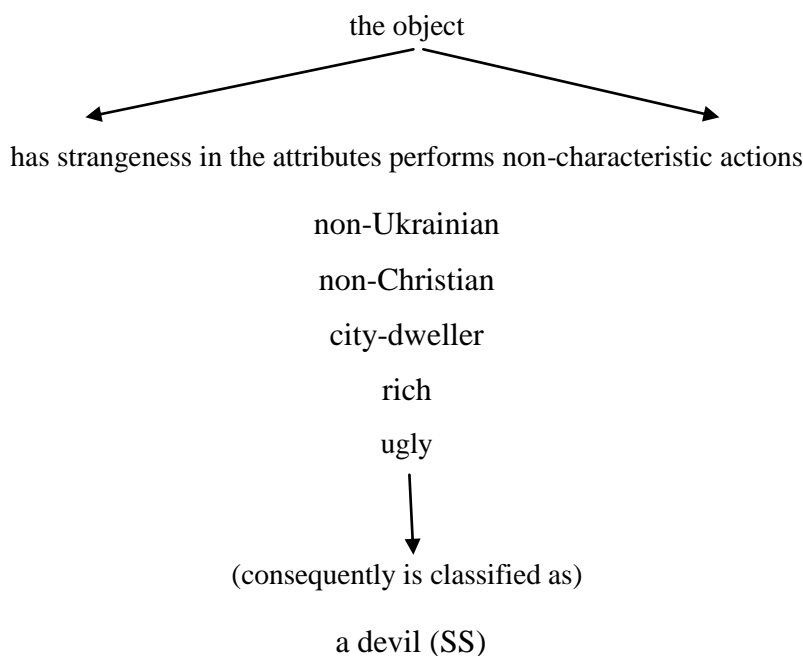 the object
has strangeness in the attributes performs non-characteristic actions
non-Ukrainian
non-Christian
city-dweller
rich
ugly
(consequently is classified as)
a devil (SS)